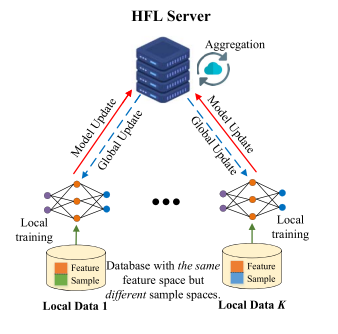 HFL Server
Aggregation
Model Update
Global Update
Model Update
Global Update
Local
training
Local
training
Feature
Sample
Database with the same
feature space but
different sample spaces.
Feature
Sample
Local Data 1
Local Data K